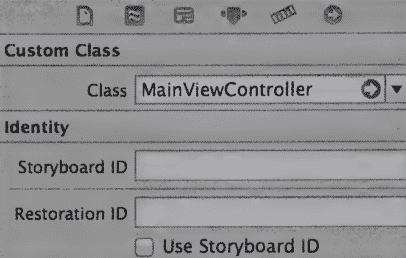 Custom Class
Class MainViewController
Identity
Storyboard ID
Restoration ID
Use Storyboard ID